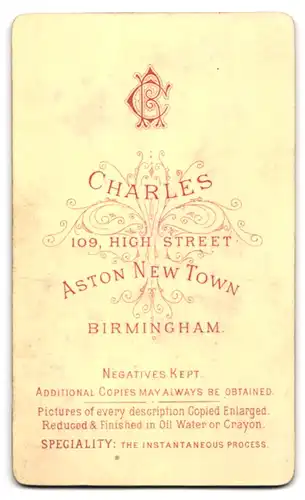 CHARLES
109, HIGH STREET
ASTON NEW TOWN
BIRMINGHAM.
NEGATIVES KEPT.
ADDITIONAL COPIES MAY ALWAYS BE OBTAINED.
Pictures of every description Copied Enlarged.
Reduced & Finished in Oil Water or Crayon.
SPECIALITY: THE INSTANTANEOUS PROCESS.